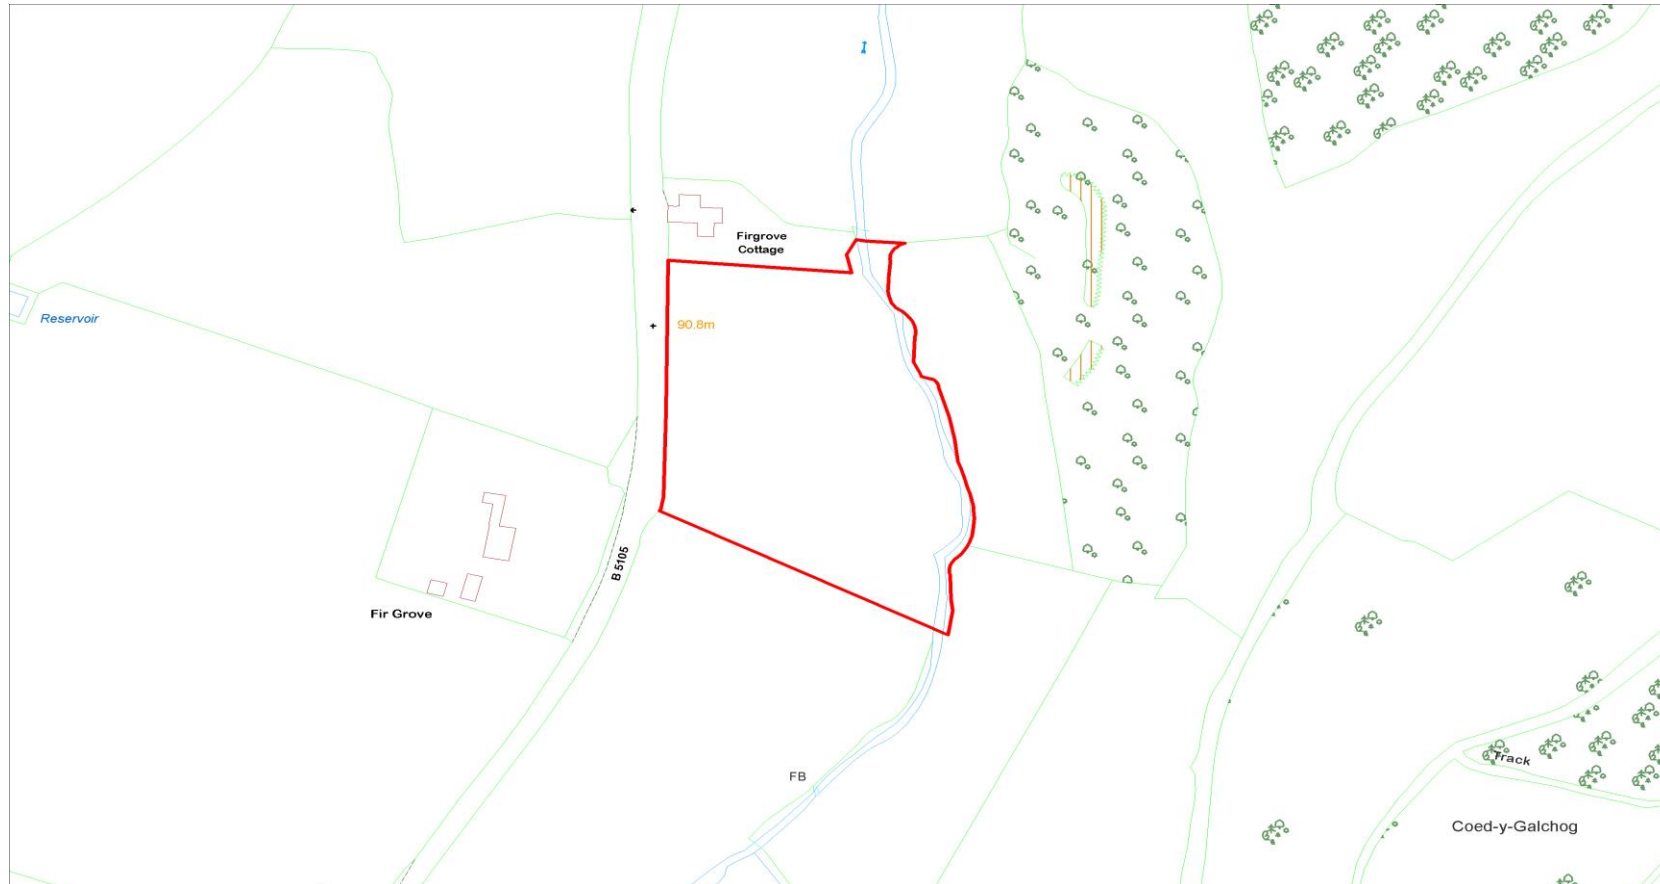 Firgrove
Cottage
Reservoir
90.8m
B 5105
Fir Grove
FB
Track
Coed-y-Galchog